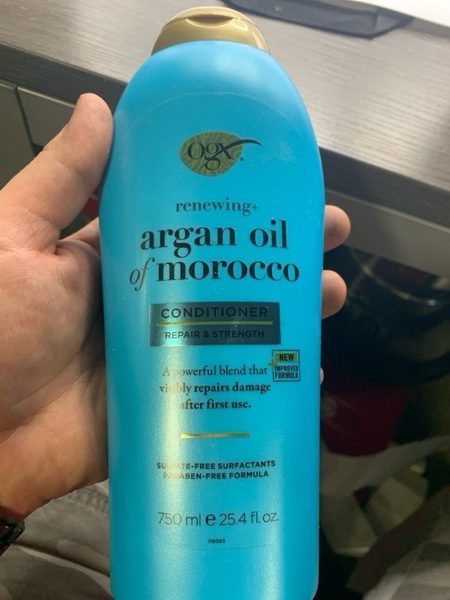 ogx
renewing+
argan oil
of morocco
CONDITIONER
REPAIR & STRENGTH
A powerful blend that
visibly repairs damage
after first use.
NEW
IMPROVED
FORMULA
SULFATE-FREE SURFACTANTS
PARABEN-FREE FORMULA
750 ml e 25.4 fl. oz.